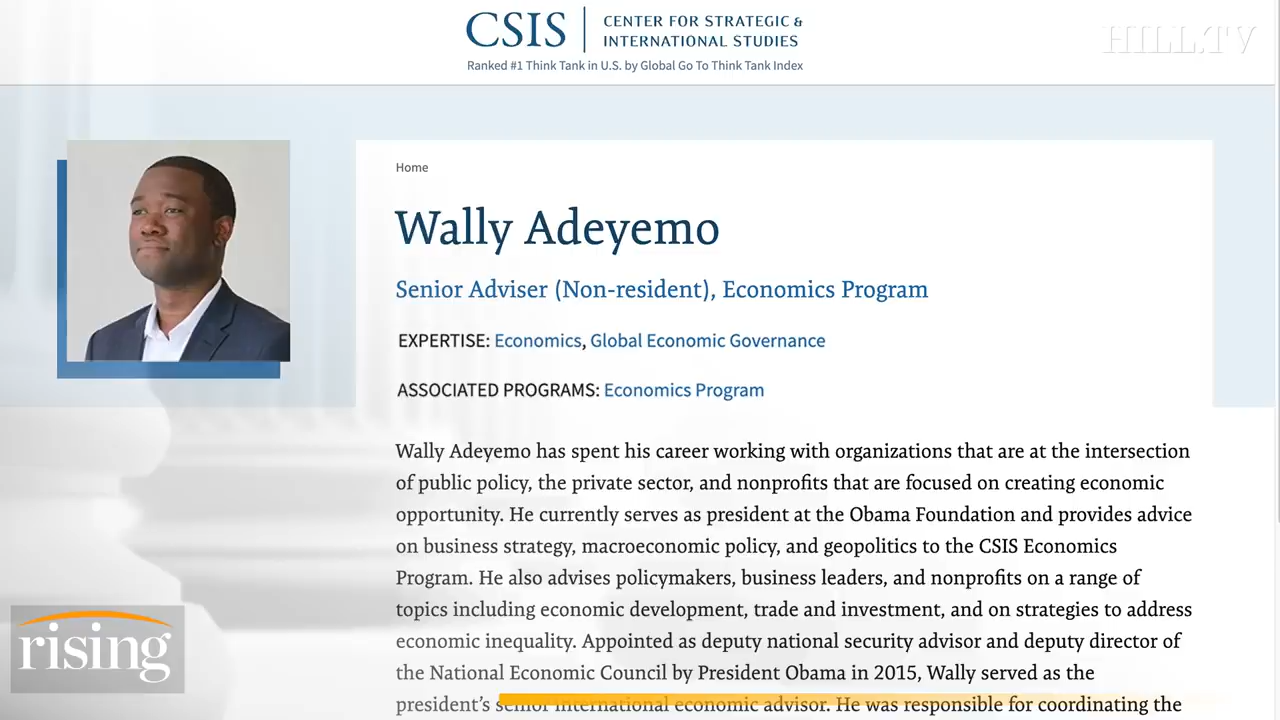 CSIS
CENTER FOR STRATEGIC &
INTERNATIONAL STUDIES
Ranked #1 Think Tank in U.S. by Global Go To Think Tank Index
HILL.TV
Home
Wally Adeyemo
Senior Adviser (Non-resident), Economics Program
EXPERTISE: Economics, Global Economic Governance
ASSOCIATED PROGRAMS: Economics Program
Wally Adeyemo has spent his career working with organizations that are at the intersection
of public policy, the private sector, and nonprofits that are focused on creating economic
opportunity. He currently serves as president at the Obama Foundation and provides advice
on business strategy, macroeconomic policy, and geopolitics to the CSIS Economics
Program. He also advises policymakers, business leaders, and nonprofits on a range of
topics including economic development, trade and investment, and on strategies to address
economic inequality. Appointed as deputy national security advisor and deputy director of
the National Economic Council by President Obama in 2015, Wally served as the
president's senior international economic advisor. He was responsible for coordinating the
rising